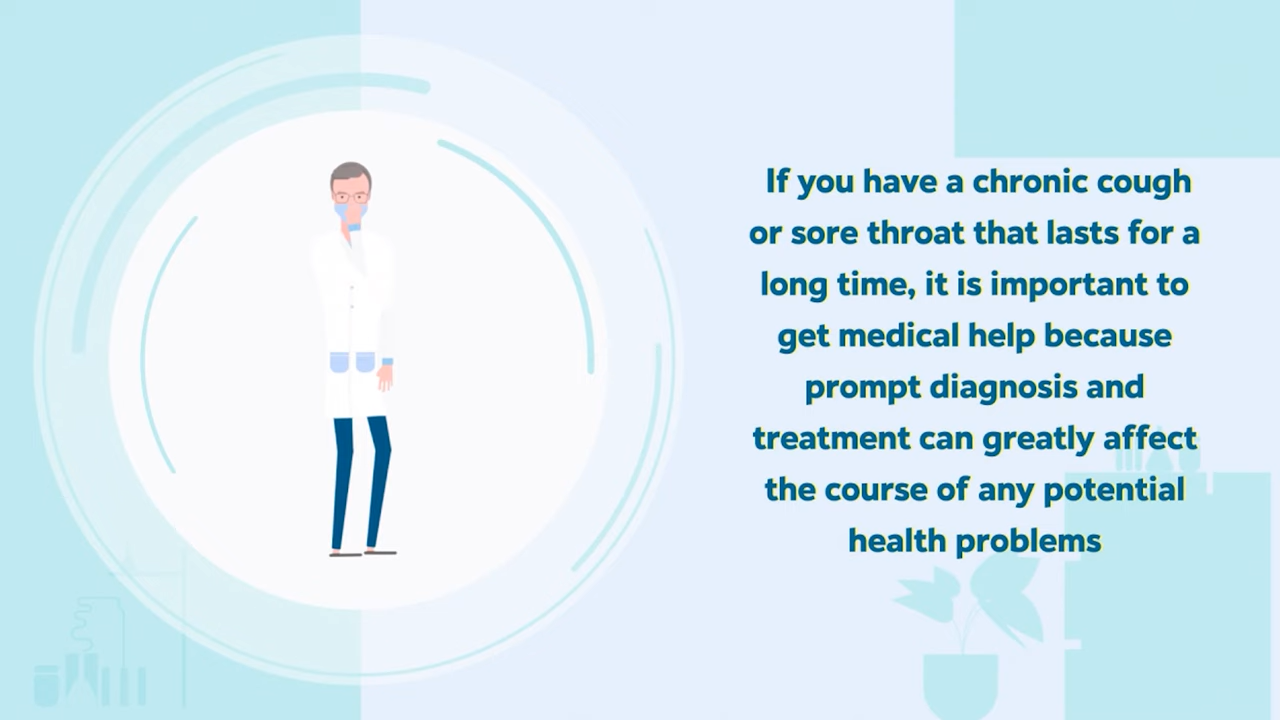 If you have a chronic cough
or sore throat that lasts for a
long time, it is important to
get medical help because
prompt diagnosis and
treatment can greatly affect
the course of any potential
health problems